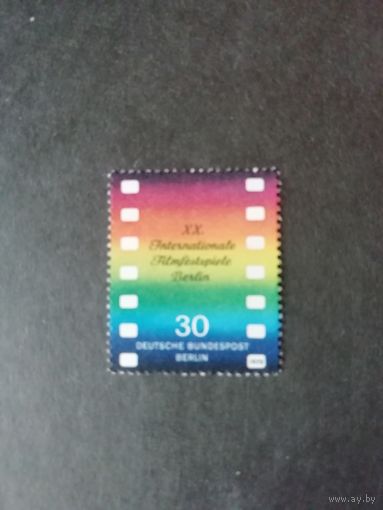 XX.
Internationale
Filmfestspiele
Berlin
30
DEUTSCHE BUNDESPOST
BERLIN
1970
www.ay.by